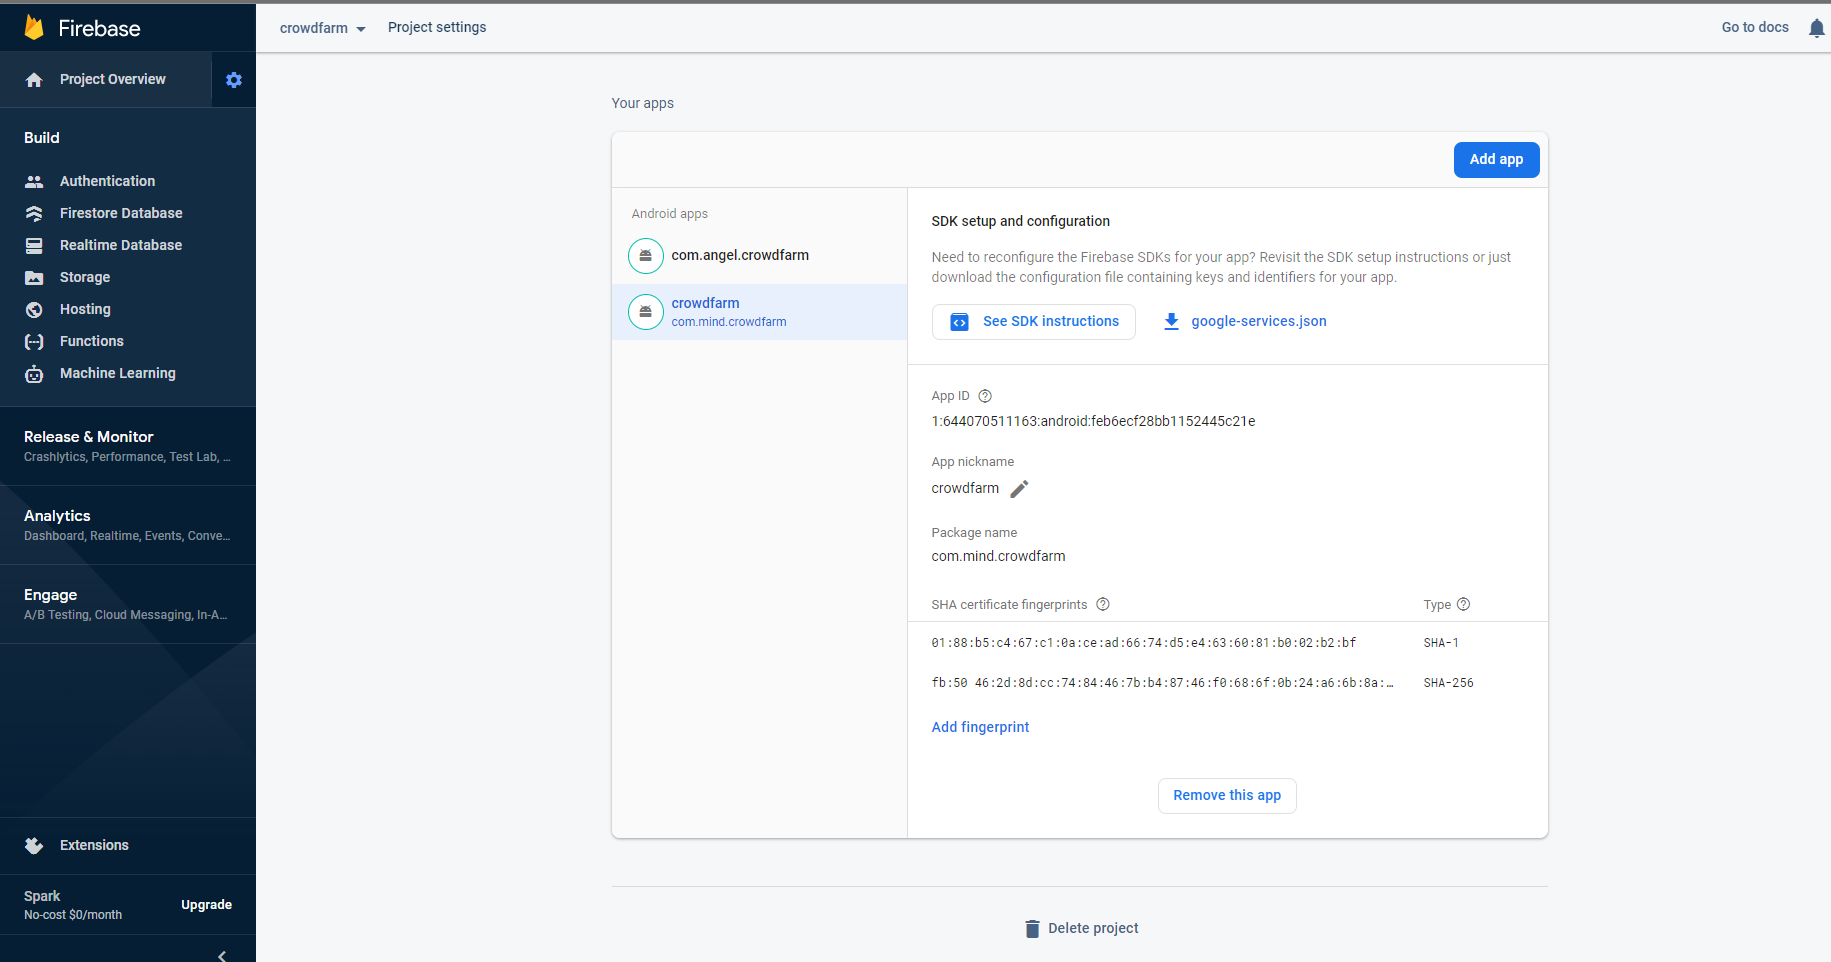 Firebase
crowdfarm
Project settings
Go to docs
Project Overview
Build
Authentication
Firestore Database
Realtime Database
Storage
Hosting
Functions
Machine Learning
Release & Monitor
Crashlytics, Performance, Test Lab, ...
Analytics
Dashboard, Realtime, Events, Conve...
Engage
A/B Testing, Cloud Messaging, In-A...
Extensions
Spark
No-cost $0/month
Upgrade
Your apps
Add app
Android apps
com.angel.crowdfarm
crowdfarm
com.mind.crowdfarm
SDK setup and configuration
Need to reconfigure the Firebase SDKs for your app? Revisit the SDK setup instructions or just
download the configuration file containing keys and identifiers for your app.
See SDK instructions
google-services.json
App ID
1:644070511163:android:feb6ecf28bb1152445c21e
App nickname
crowdfarm
Package name
com.mind.crowdfarm
SHA certificate fingerprints
Type
01:88:b5:c4:67:c1:0a:ce:ad:66:74:d5:e4:63:60:81:b0:02:b2:bf
SHA-1
fb:50 46:2d:8d:cc:74:84:46:7b:b4:87:46:f0:68:6f:0b:24:a6:6b:8a:...
SHA-256
Add fingerprint
Remove this app
Delete project